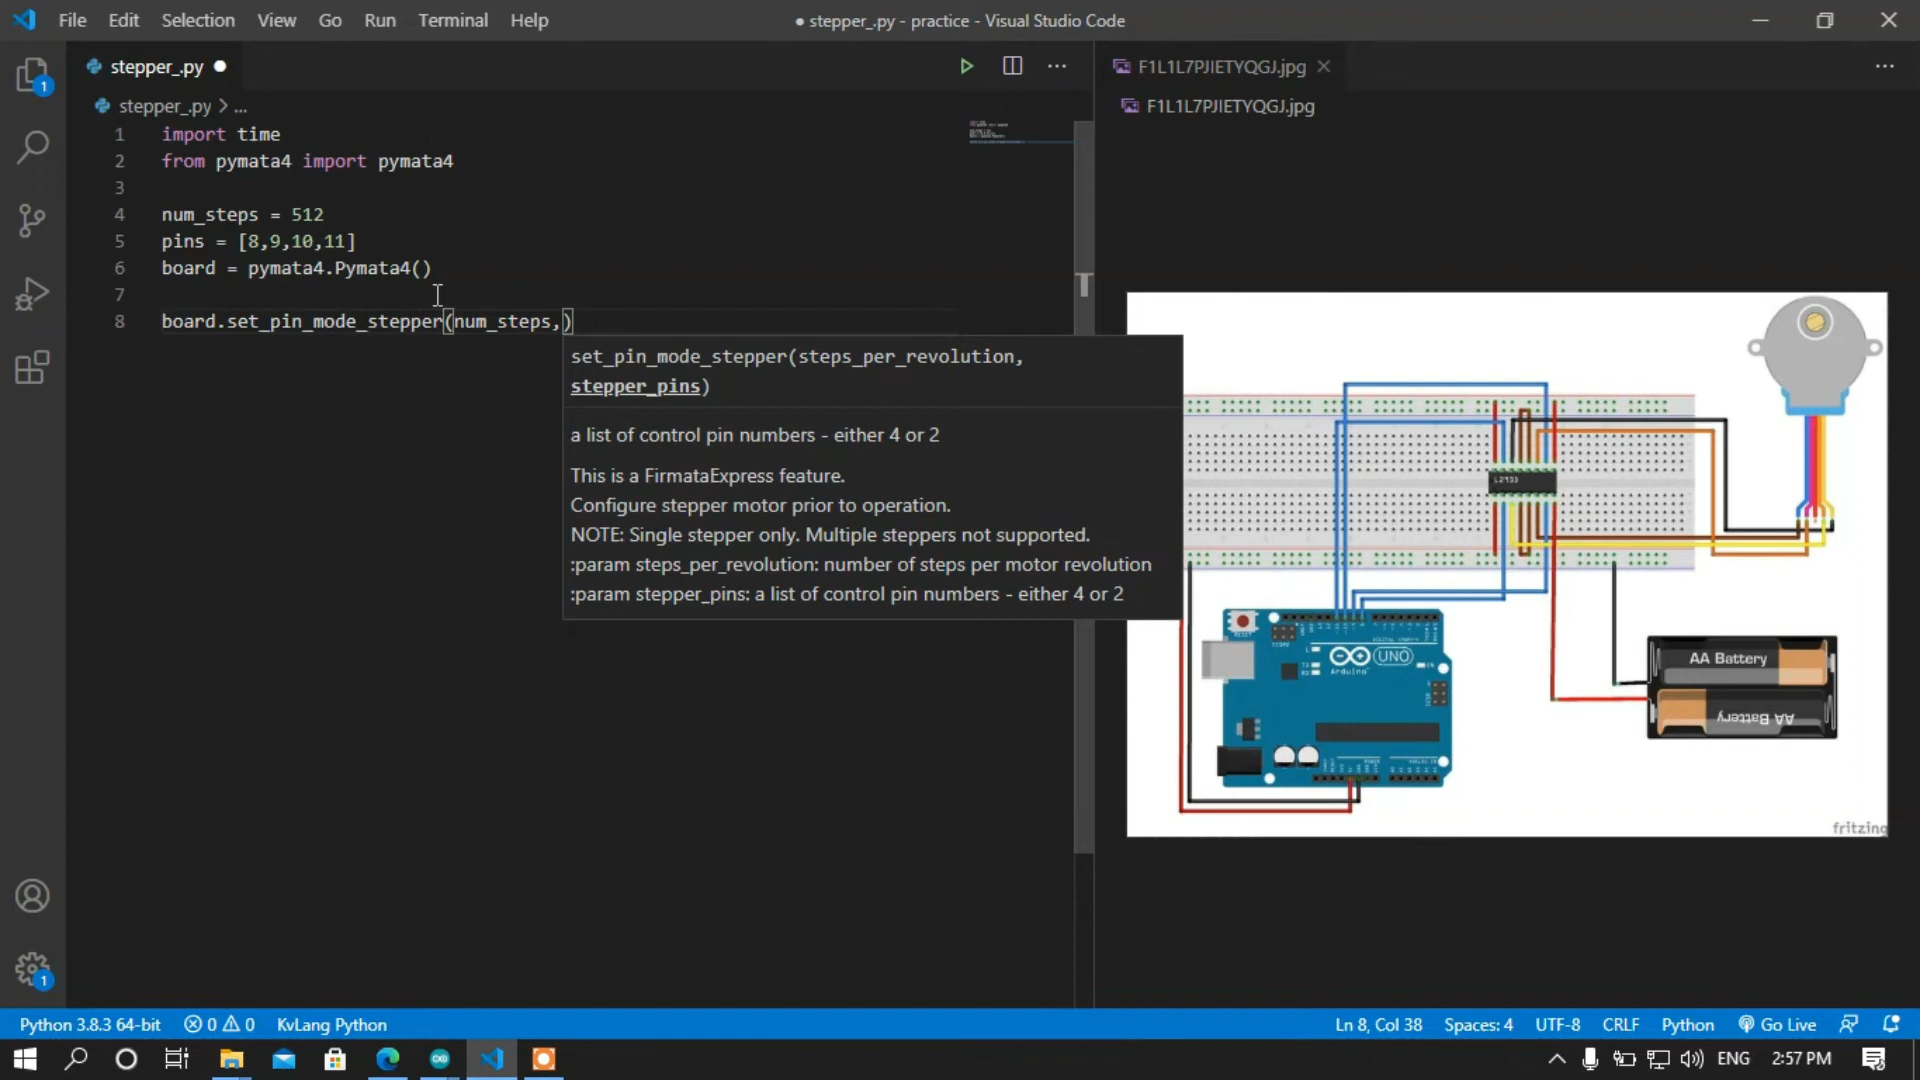 File Edit Selection View Go Run Terminal Help
● stepper_.py - practice - Visual Studio Code
stepper_.py ●
F1L1L7PJIETYQGJ.jpg
stepper_.py > ...
F1L1L7PJIETYQGJ.jpg
1 import time
2 from pymata4 import pymata4
3
4 num_steps = 512
5 pins = [8,9,10,11]
6 board = pymata4.Pymata4()
7
8 board.set_pin_mode_stepper(num_steps,)
set_pin_mode_stepper(steps_per_revolution,
stepper_pins)
a list of control pin numbers - either 4 or 2
This is a FirmataExpress feature.
Configure stepper motor prior to operation.
NOTE: Single stepper only. Multiple steppers not supported.
:param steps_per_revolution: number of steps per motor revolution
:param stepper_pins: a list of control pin numbers - either 4 or 2
1
1
L293D
RESET
UNO
Arduino
AA Battery
AA Battery
fritzing
Python 3.8.3 64-bit 0 0 KvLang Python
Ln 8, Col 38 Spaces: 4 UTF-8 CRLF Python Go Live
ENG 2:57 PM